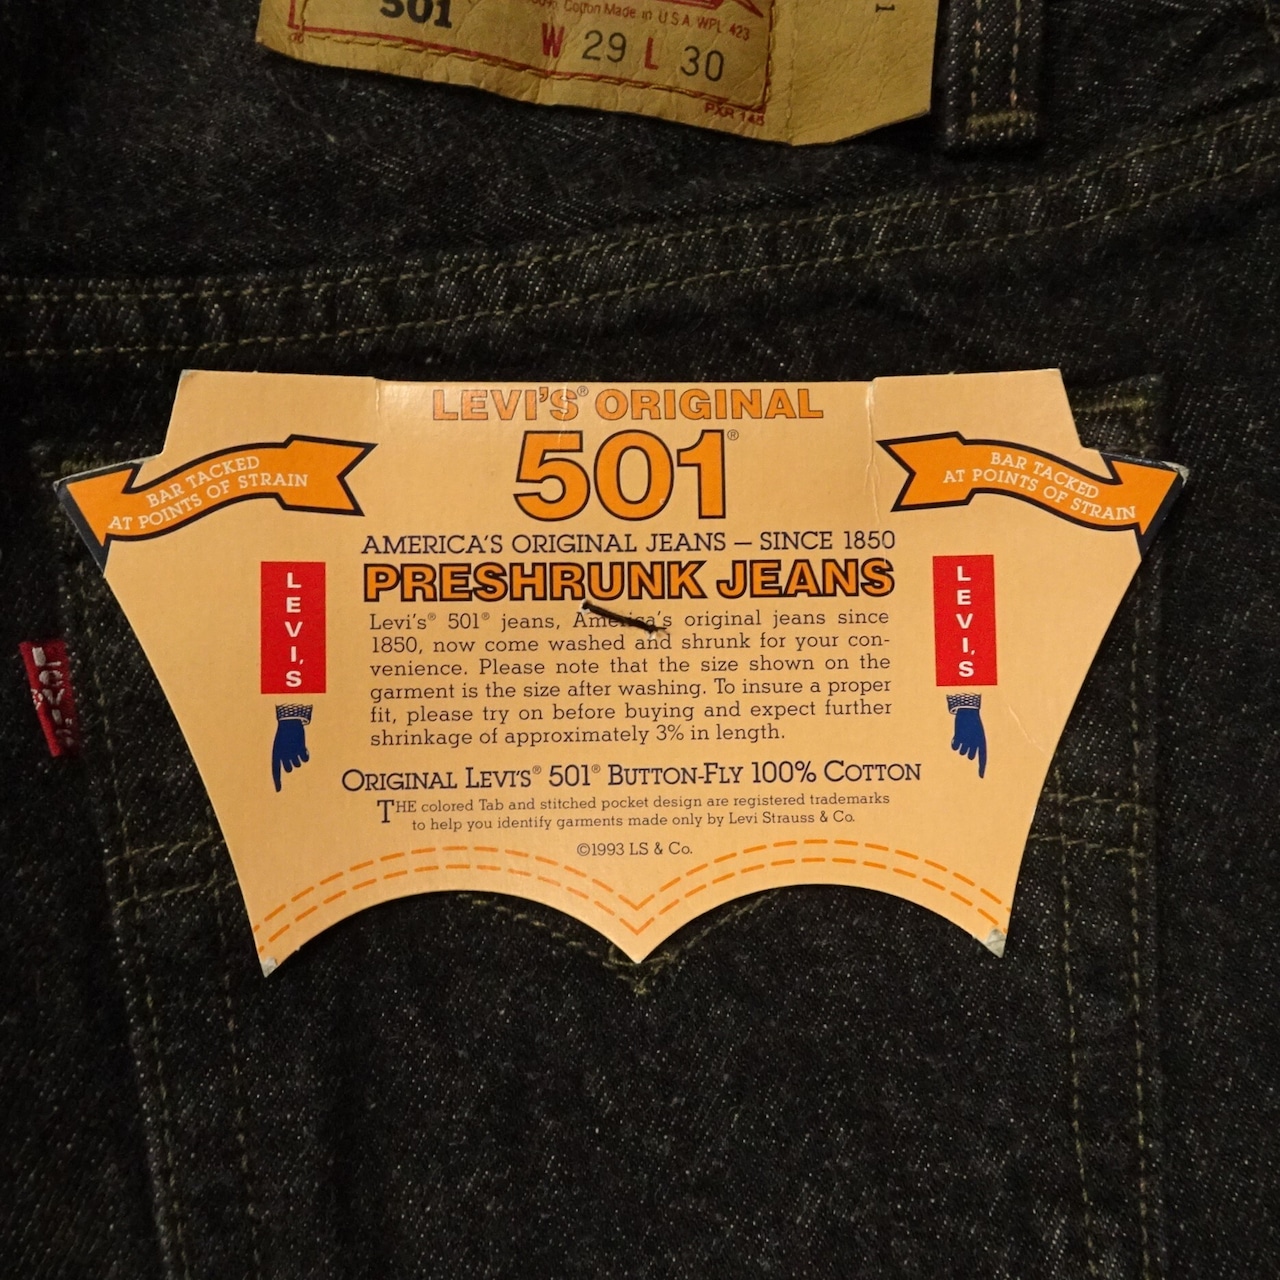 501
Cotton Made in U.S.A. WPL 423
W 29 L 30
PXR 145
1
LEVI'S® ORIGINAL
501®
BAR TACKED
AT POINTS OF STRAIN
BAR TACKED
AT POINTS OF STRAIN
AMERICA'S ORIGINAL JEANS – SINCE 1850
PRESHRUNK JEANS
Levi's® 501® jeans, America's original jeans since
1850, now come washed and shrunk for your con-
venience. Please note that the size shown on the
garment is the size after washing. To insure a proper
fit, please try on before buying and expect further
shrinkage of approximately 3% in length.
LEVI'S
LEVI'S
LEVI'S
ORIGINAL LEVI'S® 501® BUTTON-FLY 100% COTTON
THE colored Tab and stitched pocket design are registered trademarks
to help you identify garments made only by Levi Strauss & Co.
©1993 LS & Co.